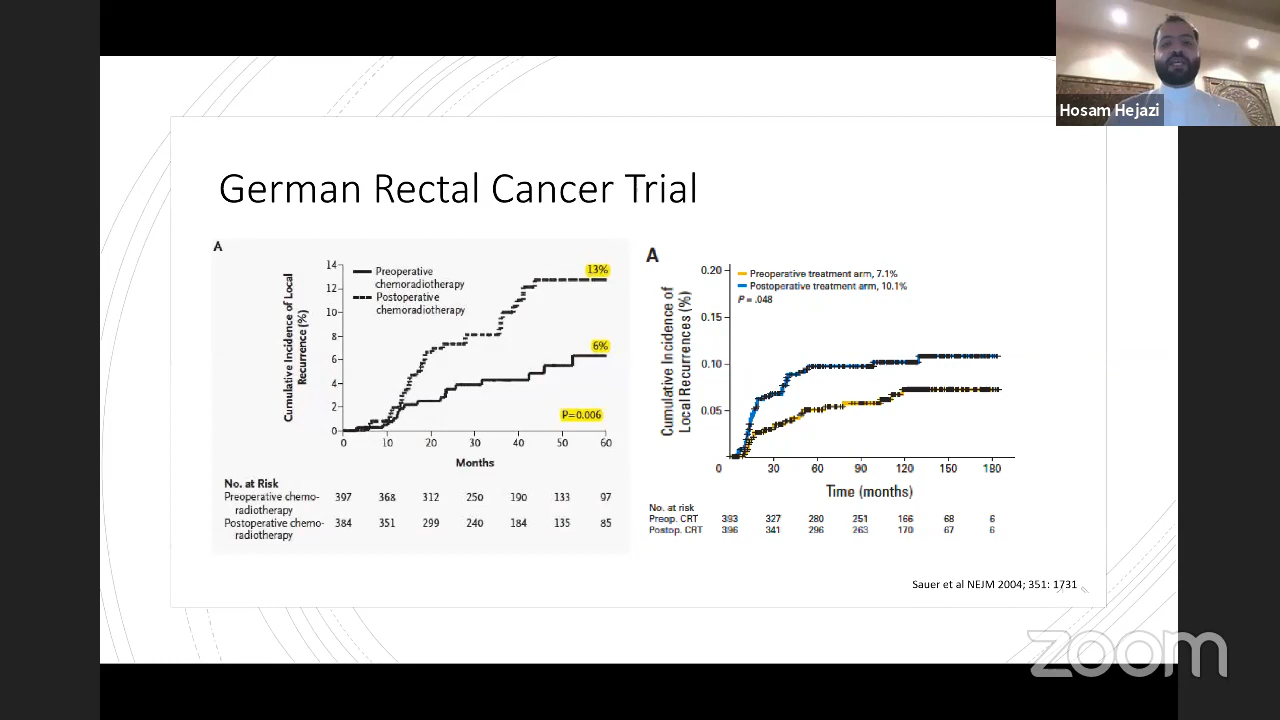 Hosam Hejazi
German Rectal Cancer Trial
A
Cumulative Incidence of Local
Recurrence (%)
14
12
10
8
6
4
2
0
Preoperative
chemoradiotherapy
Postoperative
chemoradiotherapy
13%
6%
P=0.006
0 10 20 30 40 50 60
Months
No. at Risk
Preoperative chemo-
radiotherapy
397 368 312 250 190 133 97
Postoperative chemo-
radiotherapy
384 351 299 240 184 135 85
A
Cumulative Incidence of
Local Recurrences (%)
0.20
0.15
0.10
0.05
Preoperative treatment arm, 7.1%
Postoperative treatment arm, 10.1%
P = .048
0 30 60 90 120 150 180
Time (months)
No. at risk
Preop. CRT 393 327 280 251 166 68 6
Postop. CRT 396 341 296 263 170 67 6
Sauer et al NEJM 2004; 351: 1731
zoom